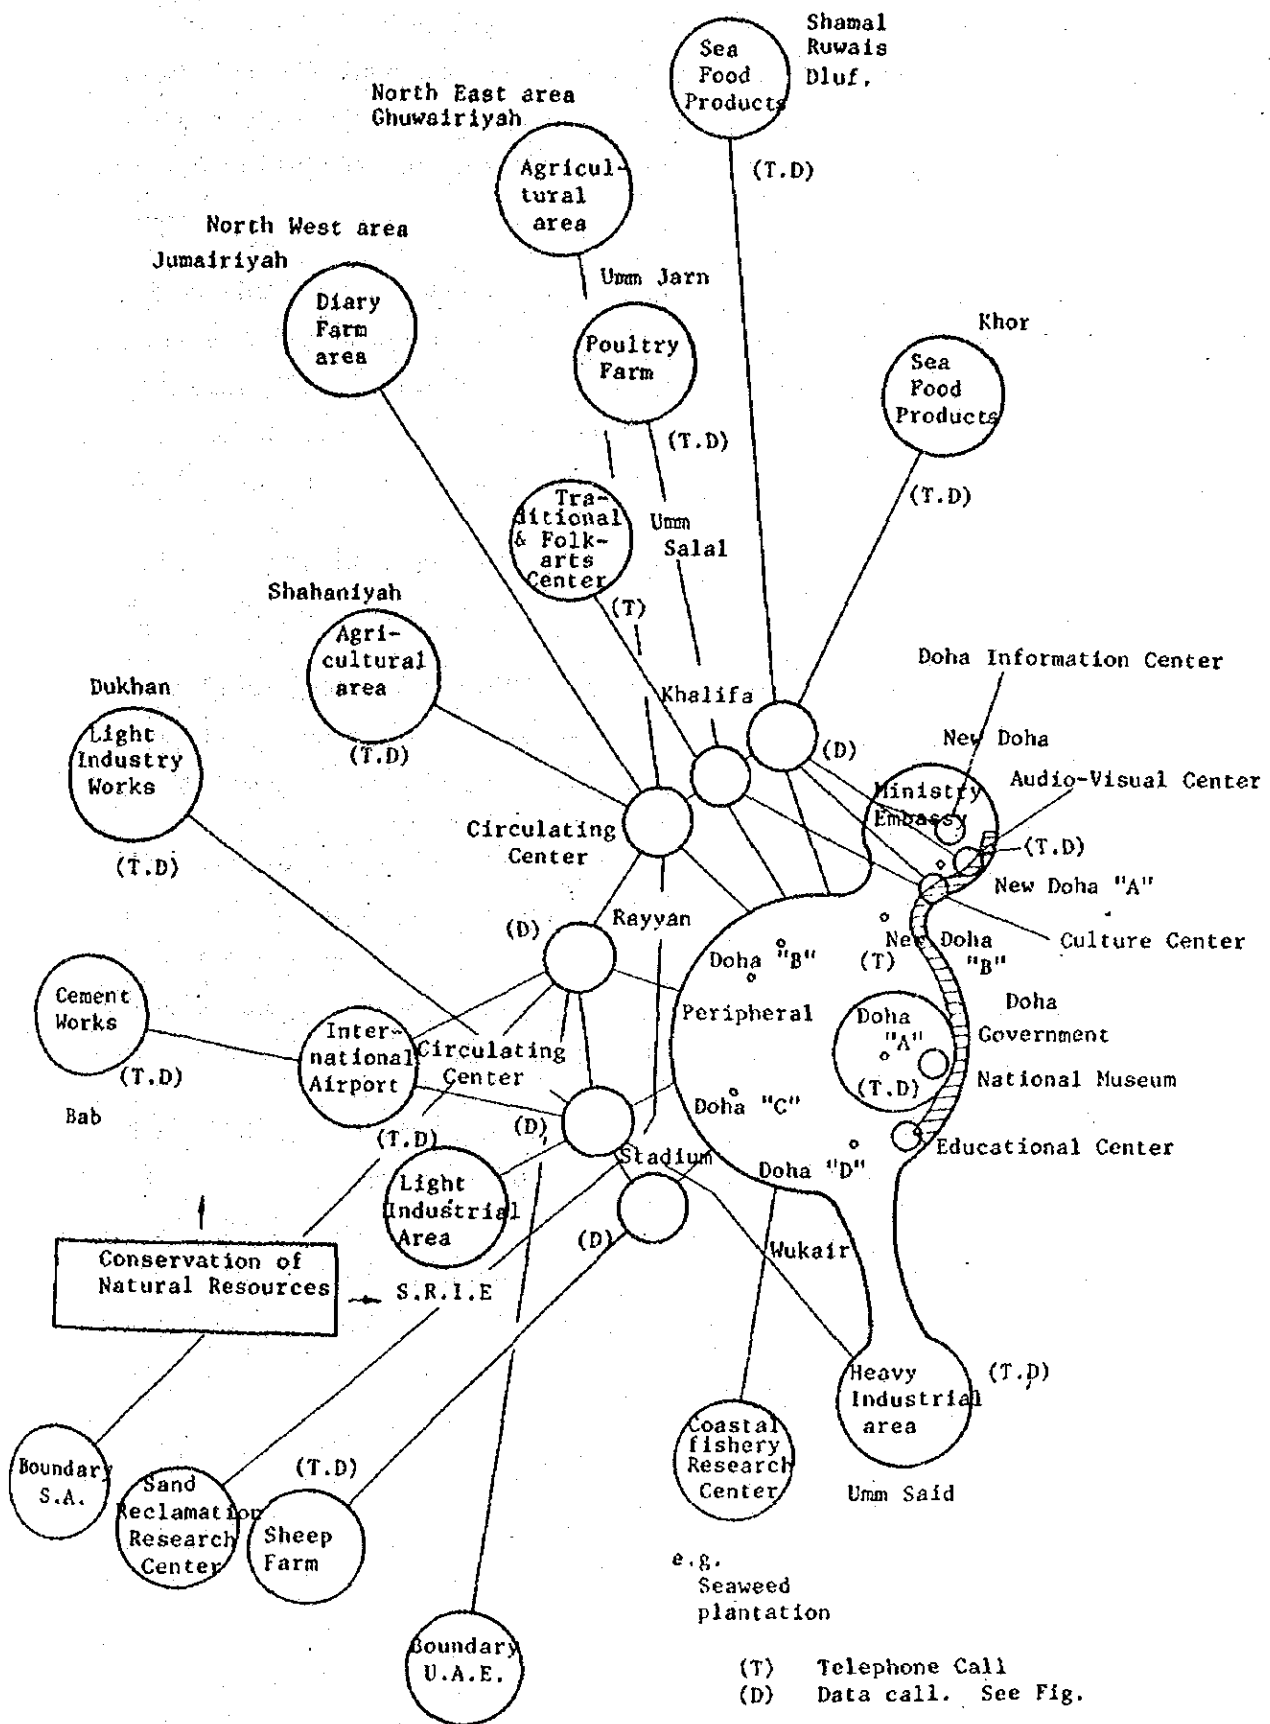 Shamal
Ruwais
Dluf.
Sea
Food
Products
(T.D)
North East area
Ghuwairiyah
Agricul-
tural
area
North West area
Jumairiyah
Diary
Farm
area
Umm Jarn
Poultry
Farm
(T.D)
Khor
Sea
Food
Products
(T.D)
Tra-
ditional
& Folk-
arts
Center
(T)
Umm
Salal
Shahaniyah
Agri-
cultural
area
(T.D)
Dukhan
Light
Industry
Works
(T.D)
Khalifa
(D)
Doha Information Center
New Doha
Audio-Visual Center
Ministry
Embassy
(T.D)
New Doha "A"
Circulating
Center
Rayyan
(D)
Culture Center
New Doha
"B"
(T)
Doha "B"
Peripheral
Doha
Government
Doha
"A"
(T.D)
National Museum
Cement
Works
(T.D)
Bab
Inter-
national
Airport
(T.D)
Circulating
Center
(D)
Doha "C"
Educational Center
Stadium
Doha "D"
Light
Industrial
Area
(D)
Wukair
Conservation of
Natural Resources
S.R.I.E
Heavy
Industrial
area
(T.D)
Umm Said
Coastal
fishery
Research
Center
e.g.
Seaweed
plantation
Boundary
S.A.
Sand
Reclamation
Research
Center
(T.D)
Sheep
Farm
Boundary
U.A.E.
(T) Telephone Call
(D) Data call. See Fig.